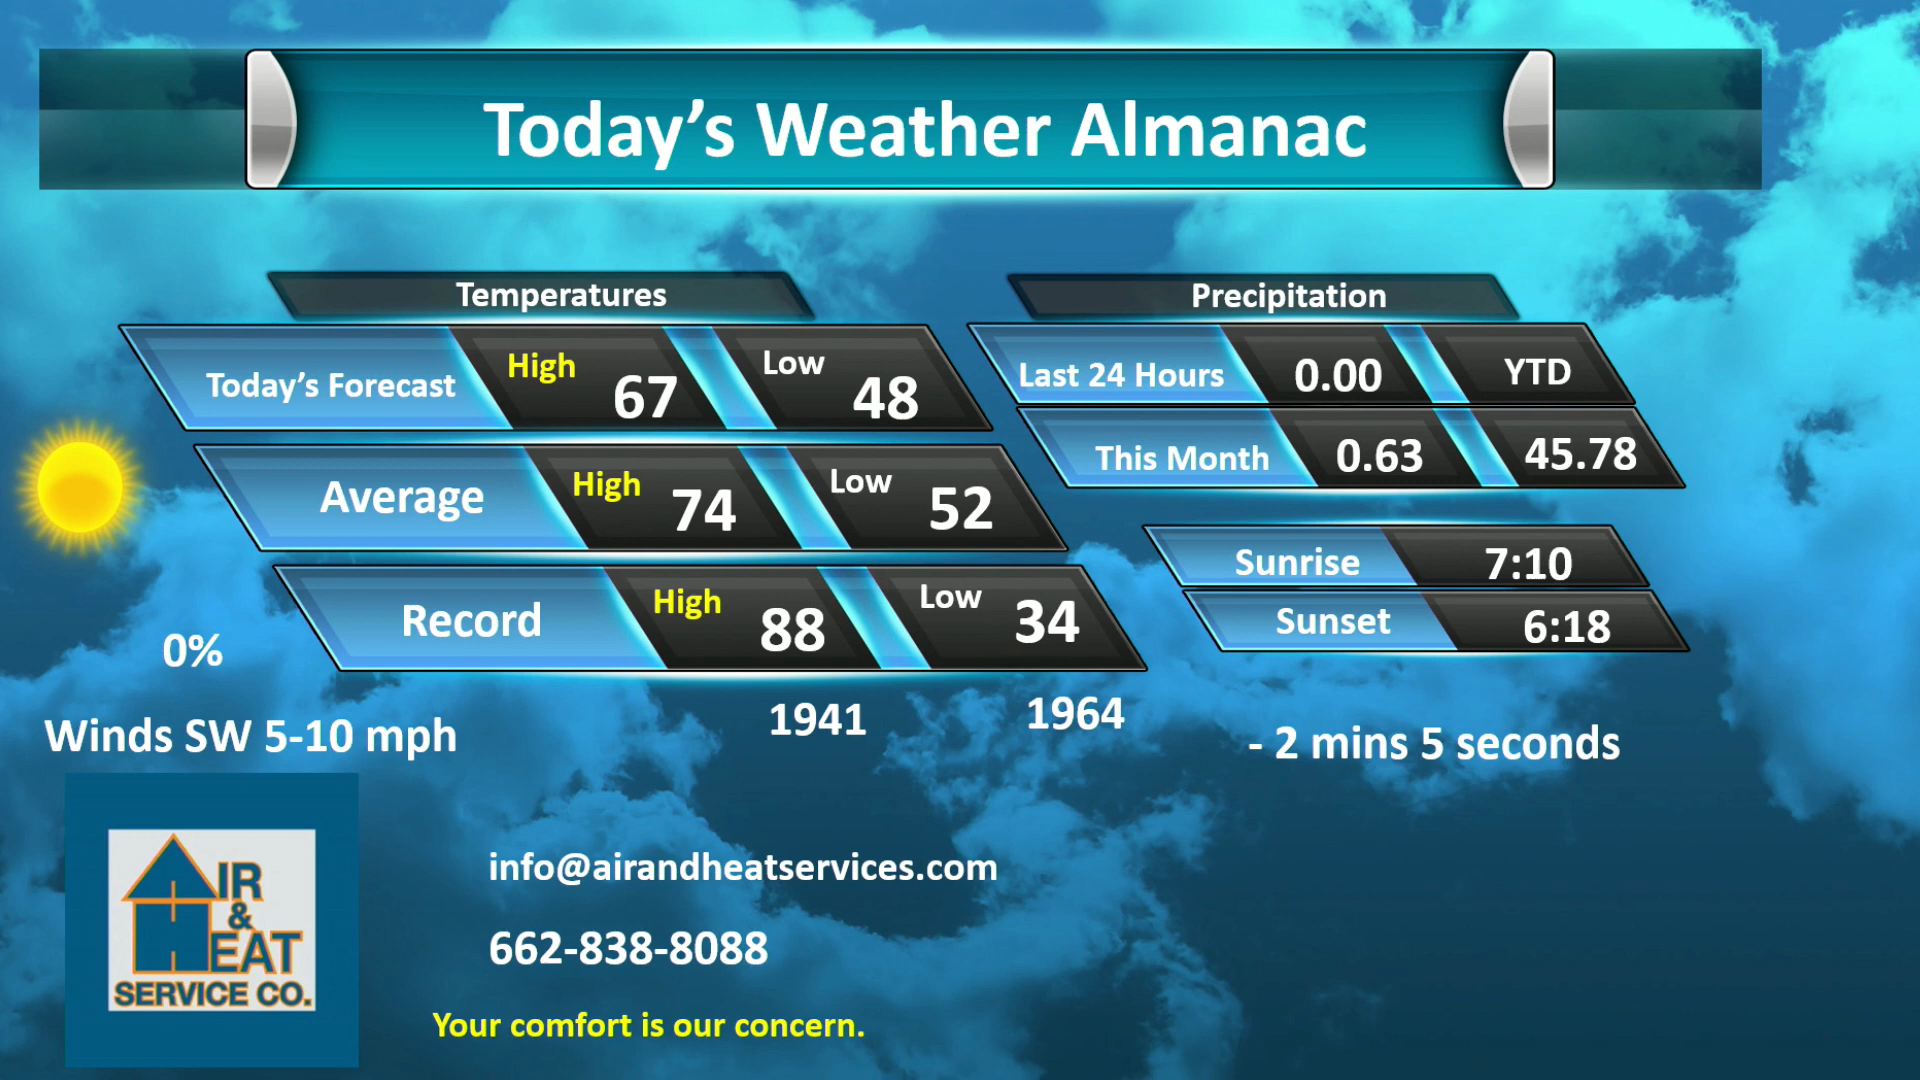 Today’s Weather Almanac
Temperatures
Today’s Forecast High 67 Low 48
Average High 74 Low 52
Record High 88 Low 34
1941 1964
Precipitation
Last 24 Hours 0.00 YTD
This Month 0.63 45.78
Sunrise 7:10
Sunset 6:18
- 2 mins 5 seconds
0%
Winds SW 5-10 mph
AIR
&
HEAT
SERVICE CO.
info@airandheatservices.com
662-838-8088
Your comfort is our concern.